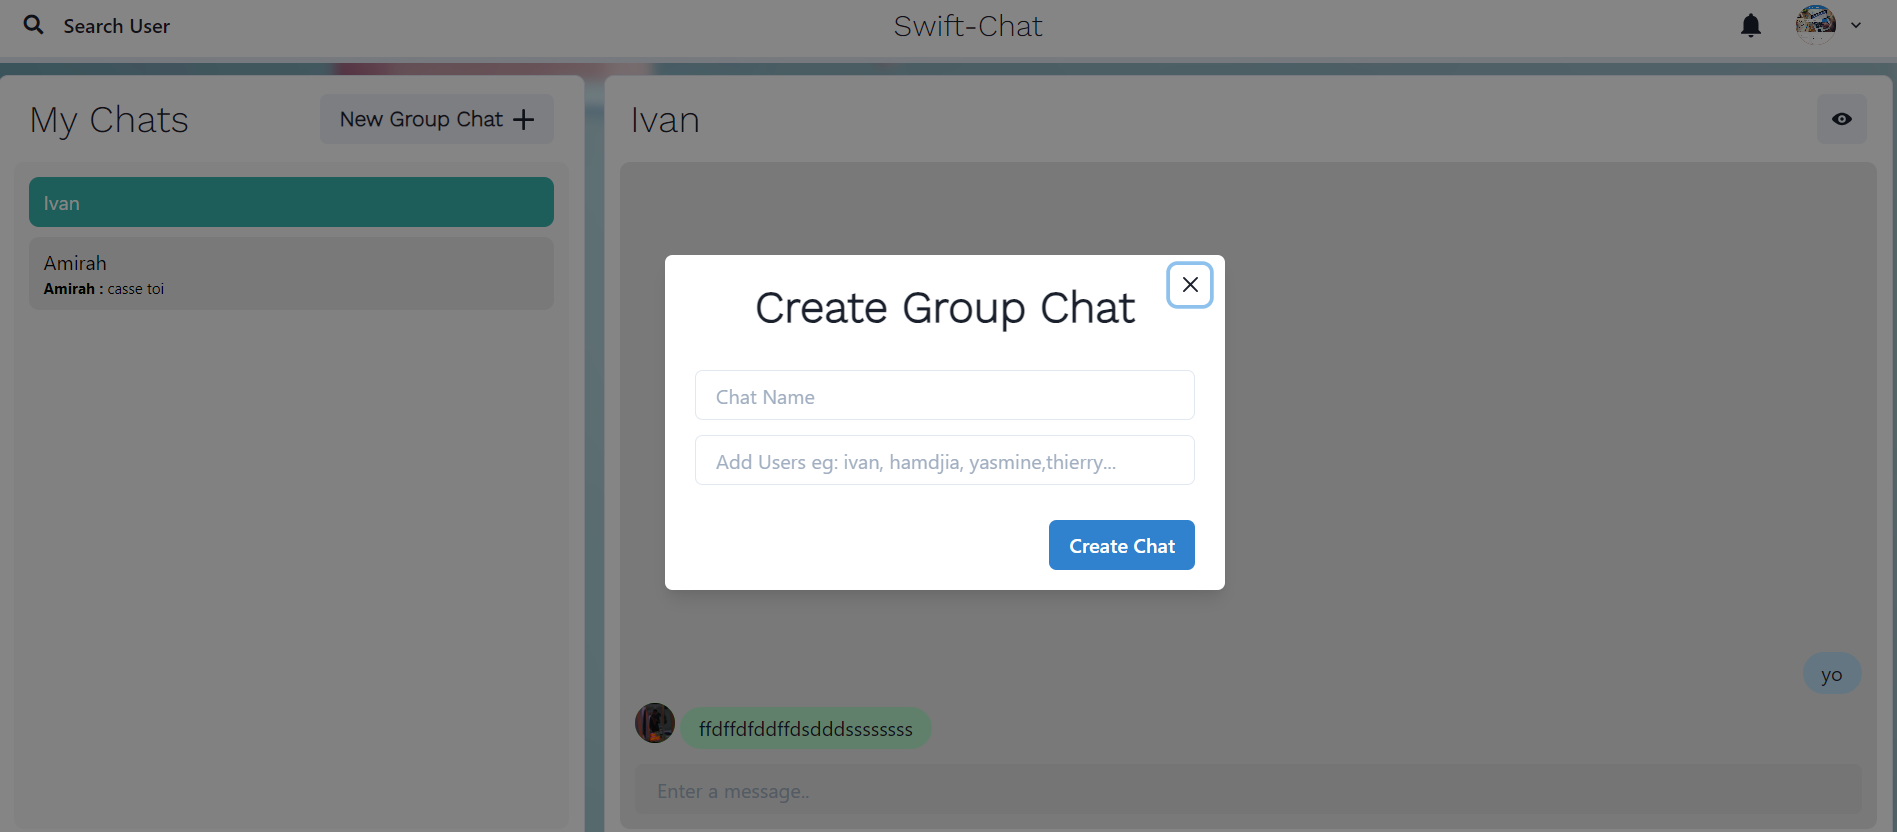 Search User
Swift-Chat
My Chats
New Group Chat
Ivan
Ivan
Amirah
Amirah : casse toi
Create Group Chat
Chat Name
Add Users eg: ivan, hamdjia, yasmine,thierry...
Create Chat
yo
ffdffdfddffdsdddssssssss
Enter a message..